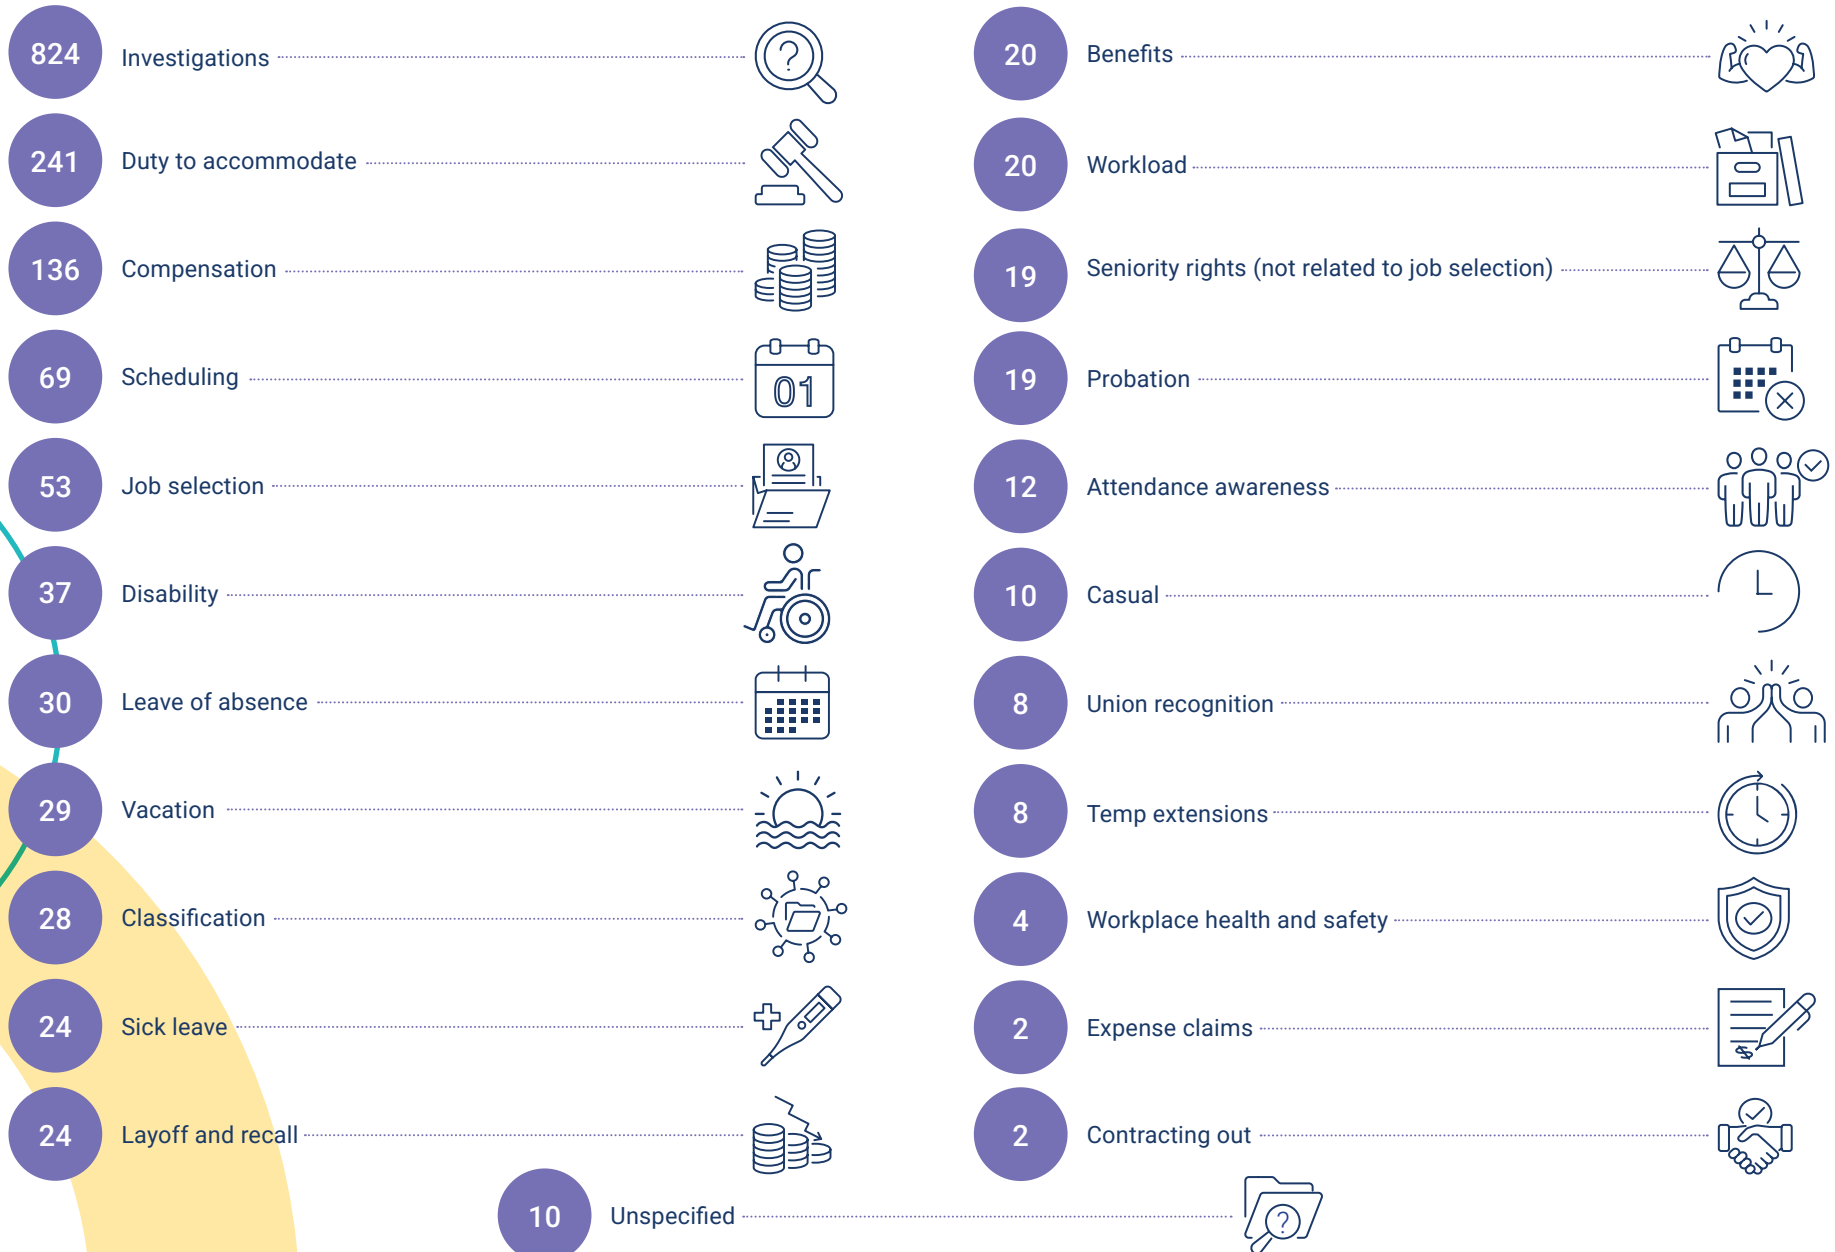 824 Investigations
241 Duty to accommodate
136 Compensation
69 Scheduling
01
53 Job selection
37 Disability
30 Leave of absence
29 Vacation
28 Classification
24 Sick leave
24 Layoff and recall
20 Benefits
20 Workload
19 Seniority rights (not related to job selection)
19 Probation
12 Attendance awareness
10 Casual
8 Union recognition
8 Temp extensions
4 Workplace health and safety
2 Expense claims
2 Contracting out
10 Unspecified